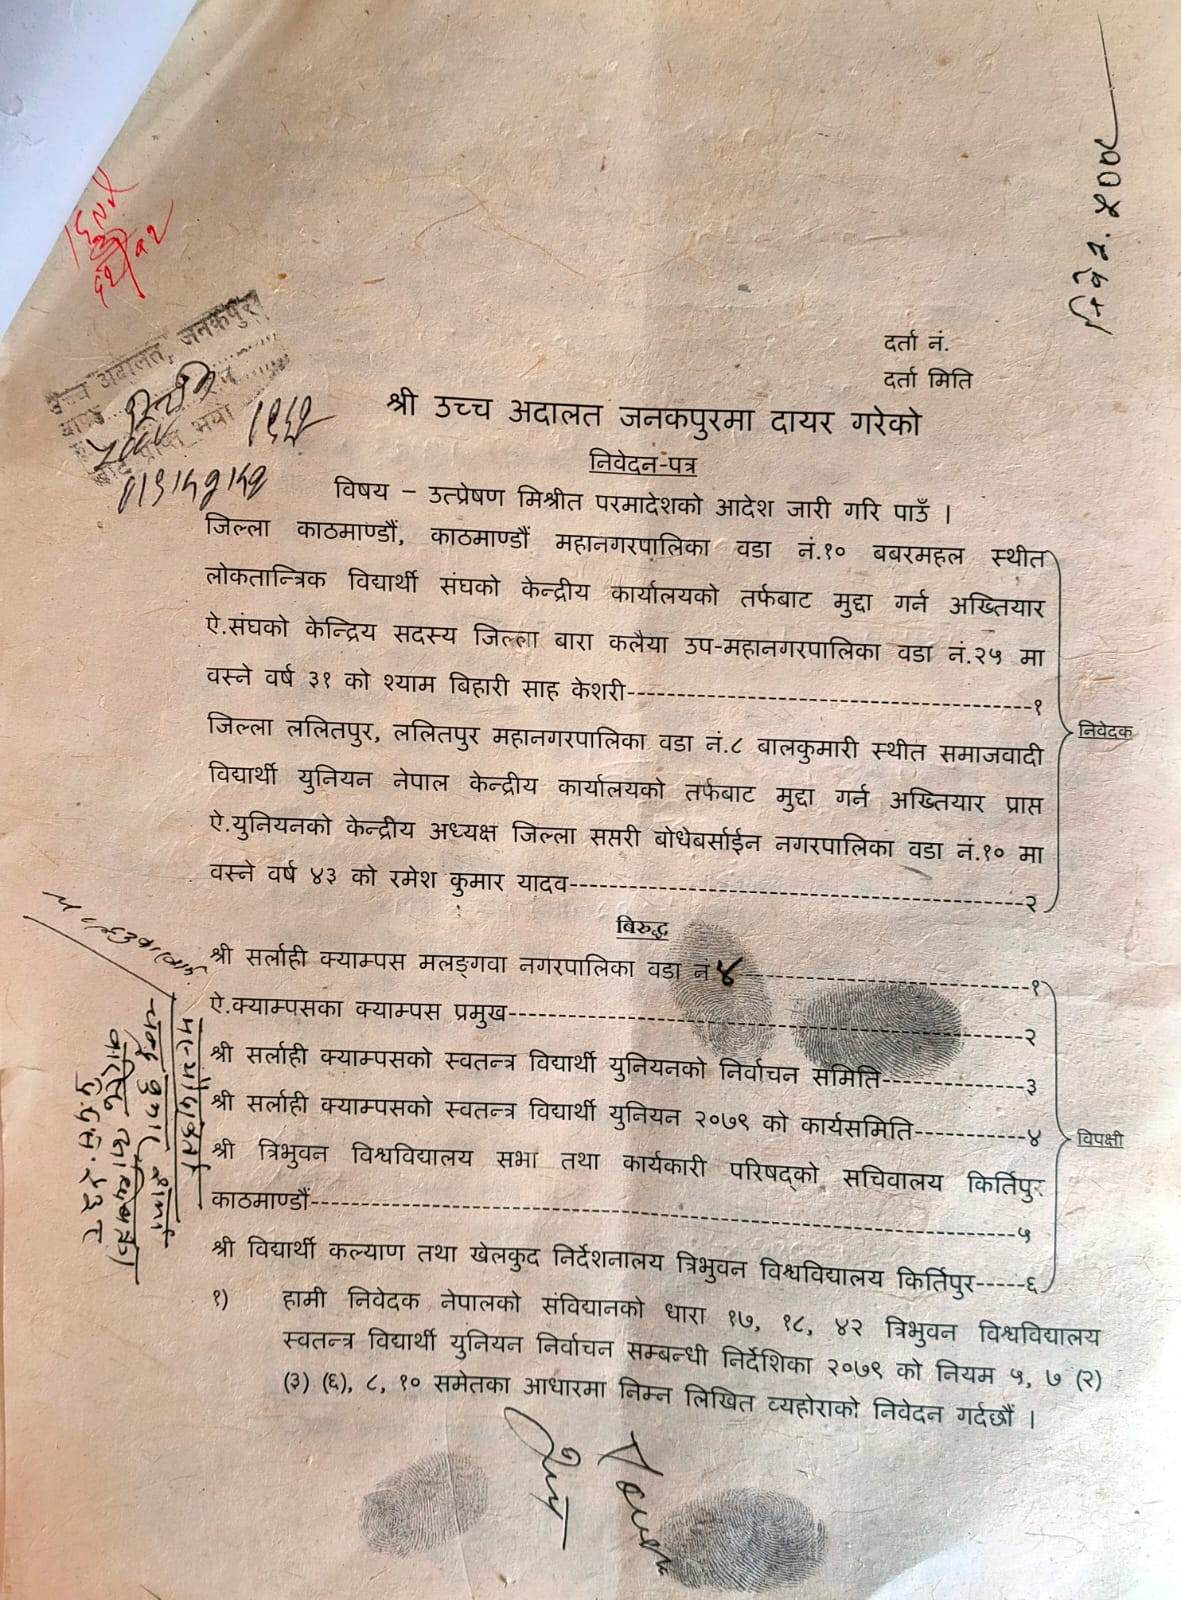 उच्च अदालत, जनकपुर
दर्ता नं.
दर्ता मिति
श्री उच्च अदालत जनकपुरमा दायर गरेको
निवेदन-पत्र
विषय – उत्प्रेषण मिश्रीत परमादेशको आदेश जारी गरि पाउँ ।
जिल्ला काठमाण्डौं, काठमाण्डौं महानगरपालिका वडा नं.१० बबरमहल स्थीत
लोकतान्त्रिक विद्यार्थी संघको केन्द्रीय कार्यालयको तर्फबाट मुद्दा गर्न अख्तियार
ऐ.संघको केन्द्रिय सदस्य जिल्ला बारा कलैया उप-महानगरपालिका वडा नं.२५ मा
वस्ने वर्ष ३१ को श्याम बिहारी साह केशरी----------------------------------------१
जिल्ला ललितपुर, ललितपुर महानगरपालिका वडा नं.८ बालकुमारी स्थीत समाजवादी
निवेदक
विद्यार्थी युनियन नेपाल केन्द्रीय कार्यालयको तर्फबाट मुद्दा गर्न अख्तियार प्राप्त
ऐ.युनियनको केन्द्रीय अध्यक्ष जिल्ला सप्तरी बोधेबर्साईन नगरपालिका वडा नं.१० मा
वस्ने वर्ष ४३ को रमेश कुमार यादव----------------------------------------------२
बिरुद्ध
श्री सर्लाही क्याम्पस मलङ्गवा नगरपालिका वडा नं ४----------------------------१
ऐ.क्याम्पसका क्याम्पस प्रमुख----------------------------------------------------२
श्री सर्लाही क्याम्पसको स्वतन्त्र विद्यार्थी युनियनको निर्वाचन समिति--------------३
श्री सर्लाही क्याम्पसको स्वतन्त्र विद्यार्थी युनियन २०७९ को कार्यसमिति-----------४
विपक्षी
श्री त्रिभुवन विश्वविद्यालय सभा तथा कार्यकारी परिषद्को सचिवालय किर्तिपुर
काठमाण्डौं----------------------------------------------------------------------५
श्री विद्यार्थी कल्याण तथा खेलकुद निर्देशनालय त्रिभुवन विश्वविद्यालय किर्तिपुर-----६
१) हामी निवेदक नेपालको संविधानको धारा १७, १८, ४२ त्रिभुवन विश्वविद्यालय
स्वतन्त्र विद्यार्थी युनियन निर्वाचन सम्बन्धी निर्देशिका २०७९ को नियम ५, ७ (२)
(३) (६), ८, १० समेतका आधारमा निम्न लिखित व्यहोराको निवेदन गर्दछौं ।